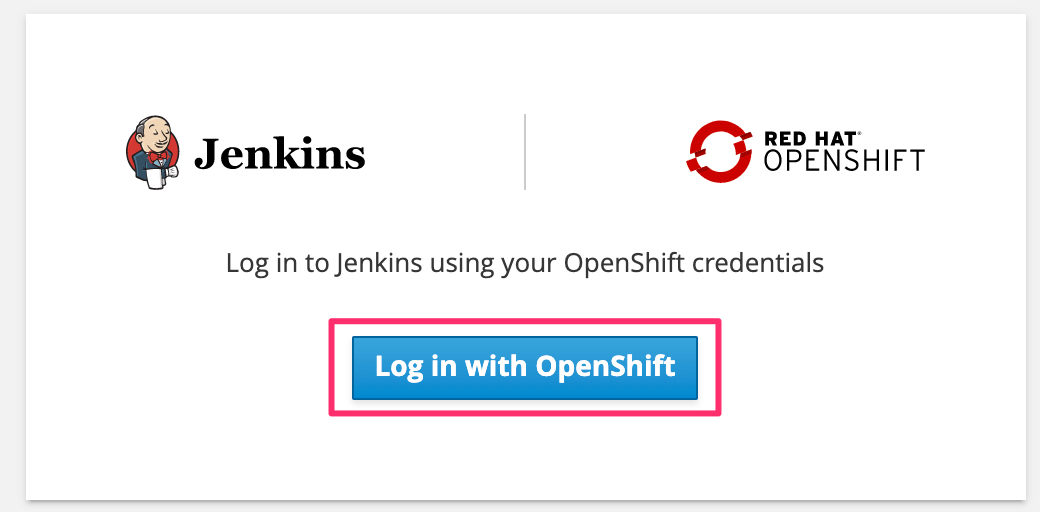 Jenkins
RED HAT®
OPENSHIFT
Log in to Jenkins using your OpenShift credentials
Log in with OpenShift